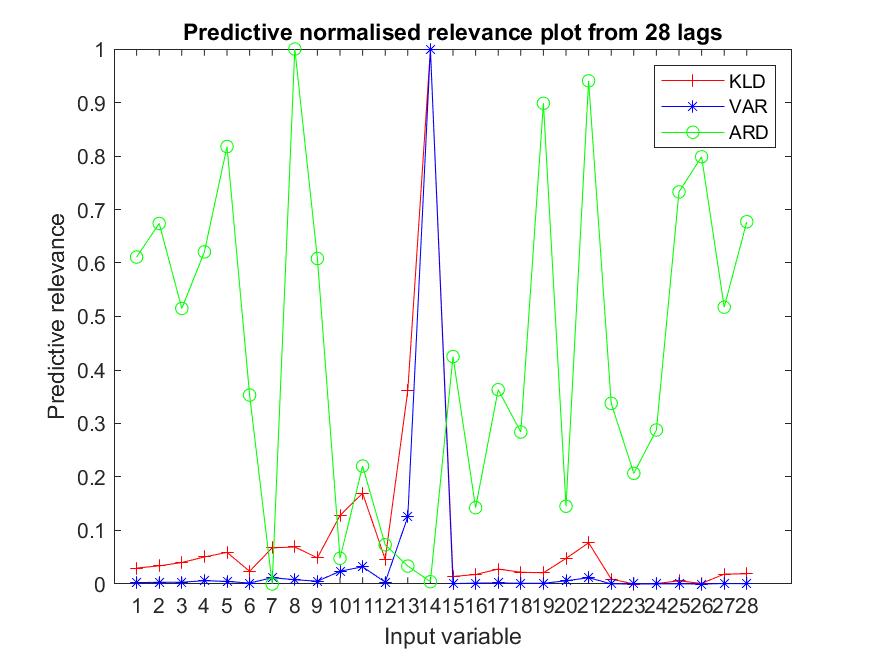 Predictive normalised relevance plot from 28 lags
KLD
VAR
ARD
1
0.9
0.8
0.7
0.6
0.5
0.4
0.3
0.2
0.1
0
Predictive relevance
1 2 3 4 5 6 7 8 9 10 11 12 13 14 15 16 17 18 19 20 21 22 23 24 25 26 27 28
Input variable